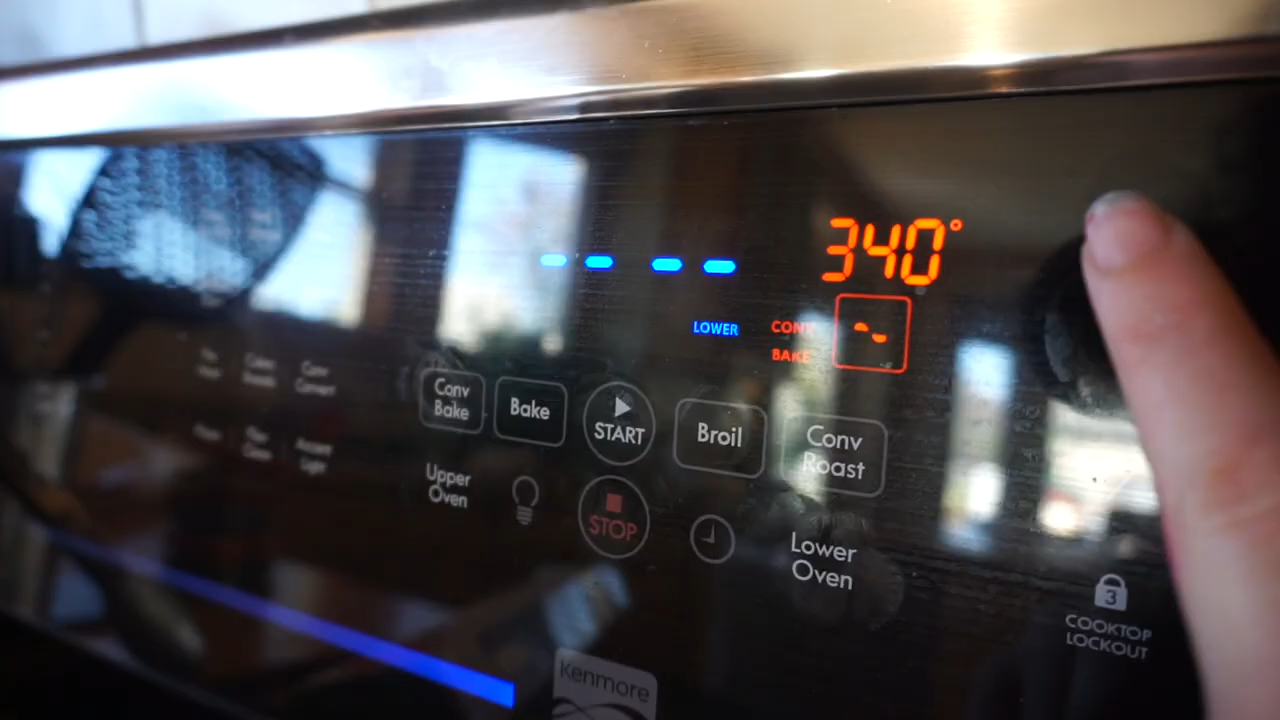 340°
LOWER
CONV
BAKE
Conv
Bake
Bake
START
Broil
Conv
Roast
Upper
Oven
STOP
Lower
Oven
3
COOKTOP
LOCKOUT
Kenmore